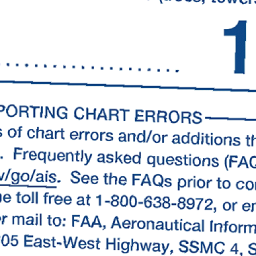 (trees, towers
1
PORTING CHART ERRORS
s of chart errors and/or additions th
. Frequently asked questions (FAQ
v/go/ais. See the FAQs prior to co
e toll free at 1-800-638-8972, or e
r mail to: FAA, Aeronautical Inform
05 East-West Highway, SSMC 4, S